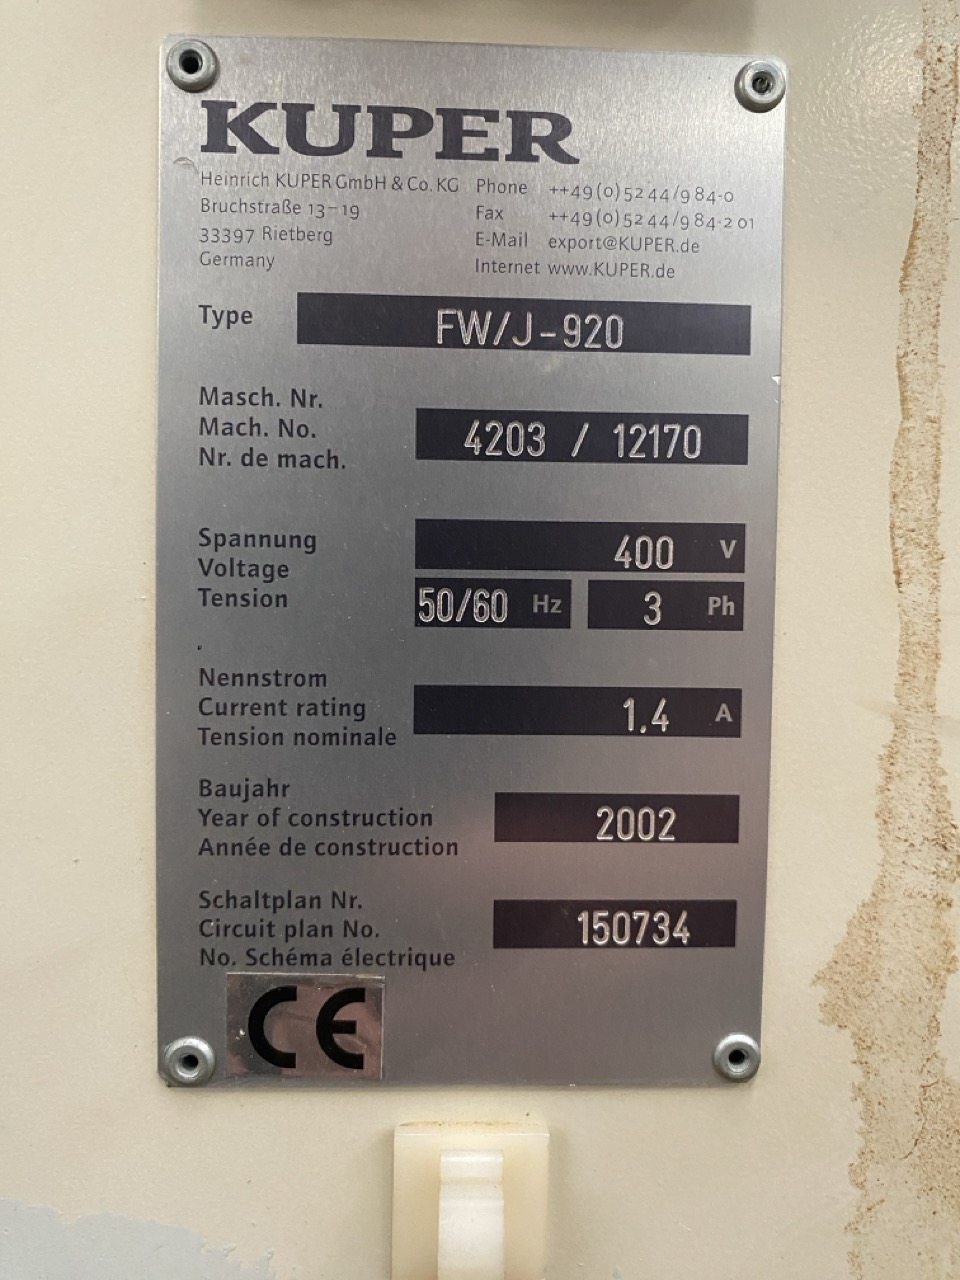 KUPER
Heinrich KUPER GmbH & Co. KG
Bruchstraße 13-19
33397 Rietberg
Germany
Phone ++49(0)5244/984-0
Fax ++49(0)5244/984-201
E-Mail export@KUPER.de
Internet www.KUPER.de
Type FW/J-920
Masch. Nr.
Mach. No. 4203 / 12170
Nr. de mach.
Spannung 400 V
Voltage
Tension 50/60 Hz 3 Ph
Nennstrom
Current rating 1.4 A
Tension nominale
Baujahr
Year of construction 2002
Année de construction
Schaltplan Nr.
Circuit plan No. 150734
No. Schéma électrique
CE